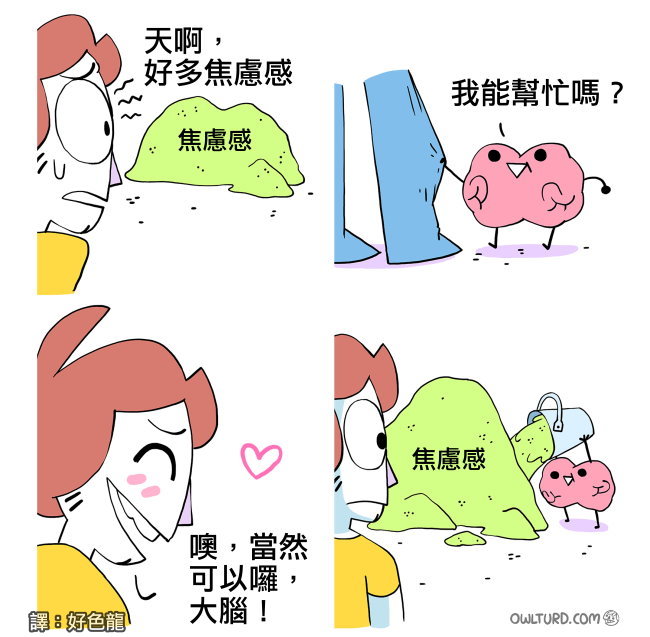 天啊，
好多焦慮感
焦慮感
我能幫忙嗎？
噢，當然
可以囉，
大腦！
焦慮感
譯：好色龍
OWLTURD.COM